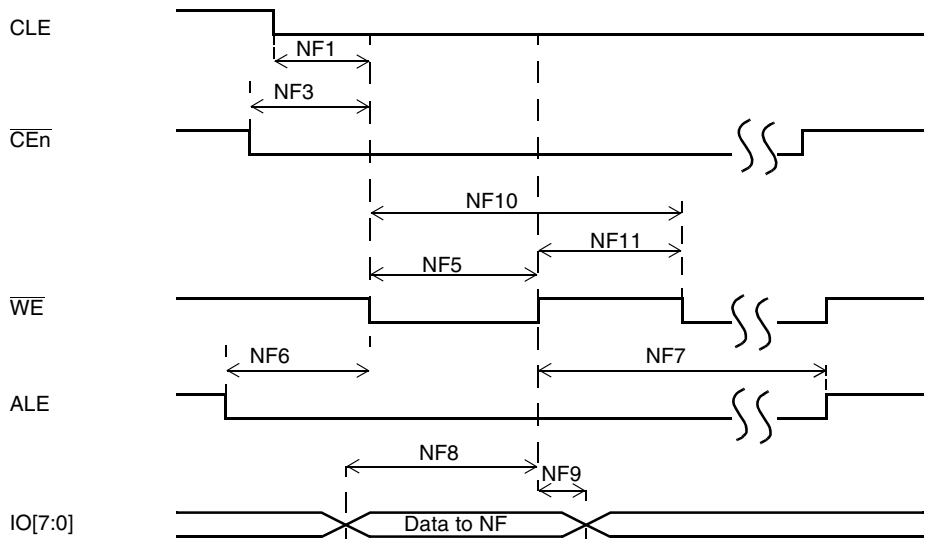 CLE
NF1
NF3
CEn
NF10
NF11
NF5
WE
NF6
NF7
ALE
NF8
NF9
IO[7:0]
Data to NF